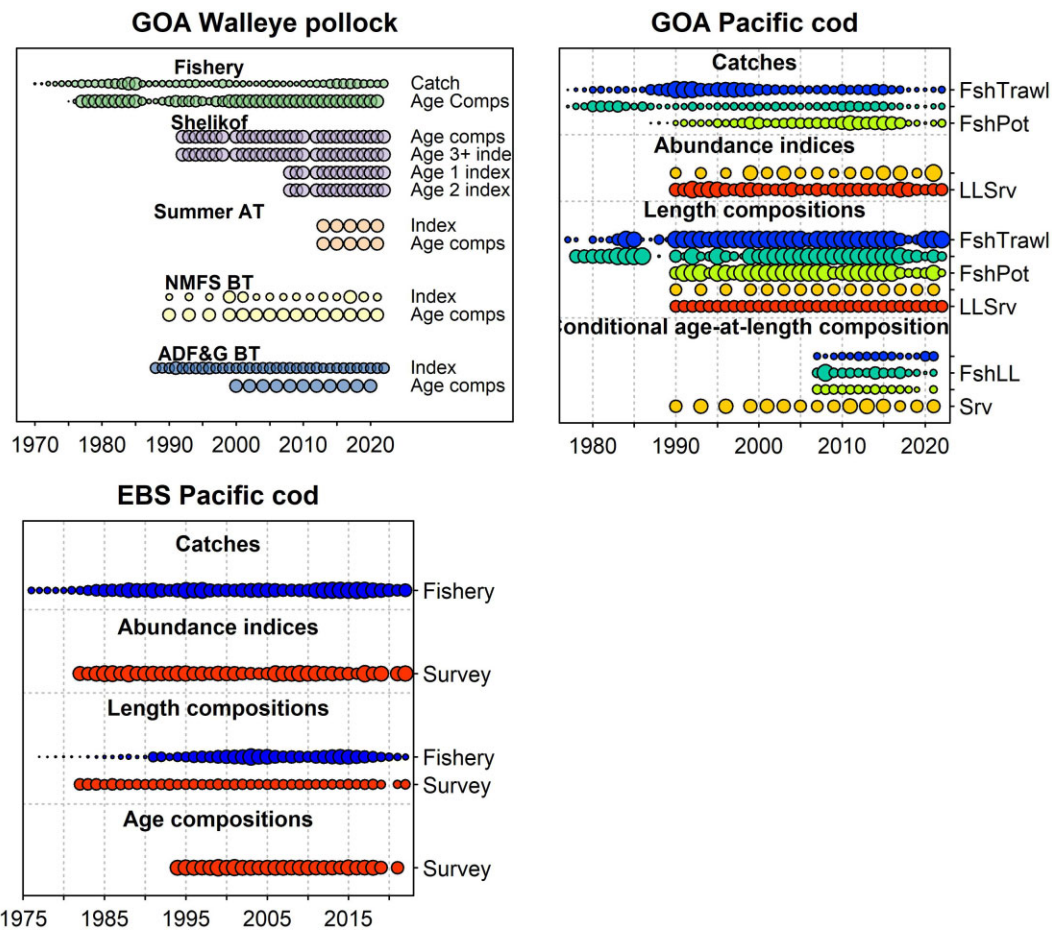 GOA Walleye pollock
Fishery
Catch
Age Comps
Shelikof
Age comps
Age 3+ inde
Age 1 index
Age 2 index
Summer AT
Index
Age comps
NMFS BT
Index
Age comps
ADF&G BT
Index
Age comps
1970 1980 1990 2000 2010 2020
GOA Pacific cod
Catches
FshTrawl
FshPot
Abundance indices
LLSrv
Length compositions
FshTrawl
FshPot
LLSrv
Conditional age-at-length composition
FshLL
Srv
1980 1990 2000 2010 2020
EBS Pacific cod
Catches
Fishery
Abundance indices
Survey
Length compositions
Fishery
Survey
Age compositions
Survey
1975 1985 1995 2005 2015